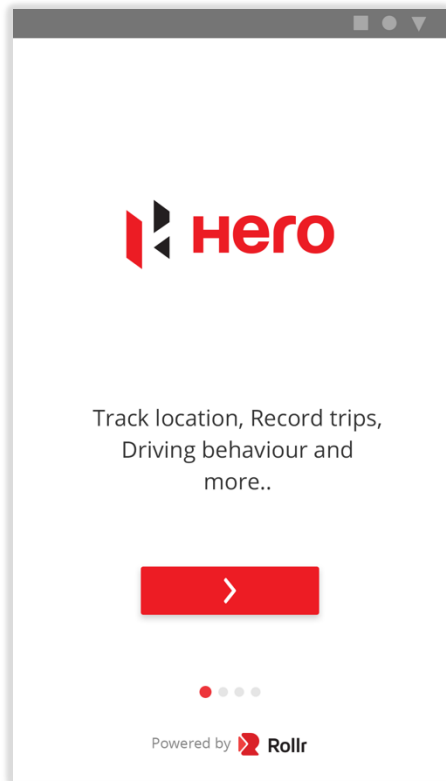 Hero
Track location, Record trips,
Driving behaviour and
more..
Powered by Rollr